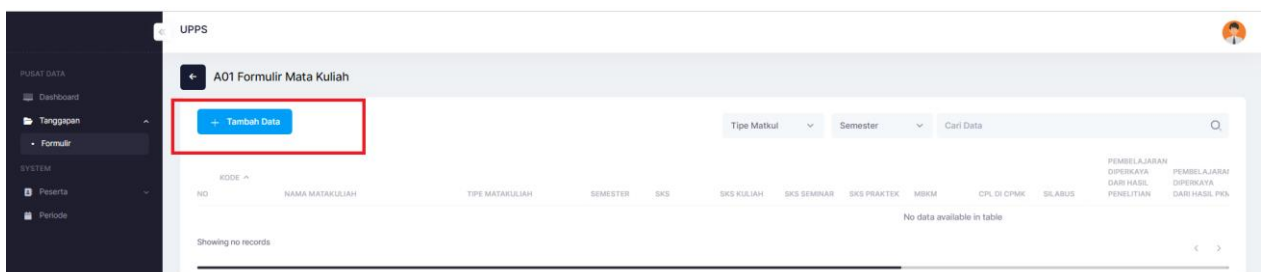 UPPS
PUSAT DATA
Dashboard
Tanggapan
Formulir
SYSTEM
Peserta
Periode
A01 Formulir Mata Kuliah
+ Tambah Data
Tipe Matkul
Semester
Cari Data
NO
KODE
NAMA MATAKULIAH
TIPE MATAKULIAH
SEMESTER
SKS
SKS KULIAH
SKS SEMINAR
SKS PRAKTEK
MBKM
CPL DI CPMK
SILABUS
PEMBELAJARAN
DIPERKAYA
DARI HASIL
PENELITIAN
PEMBELAJARAN
DIPERKAYA
DARI HASIL PKM
No data available in table
Showing no records